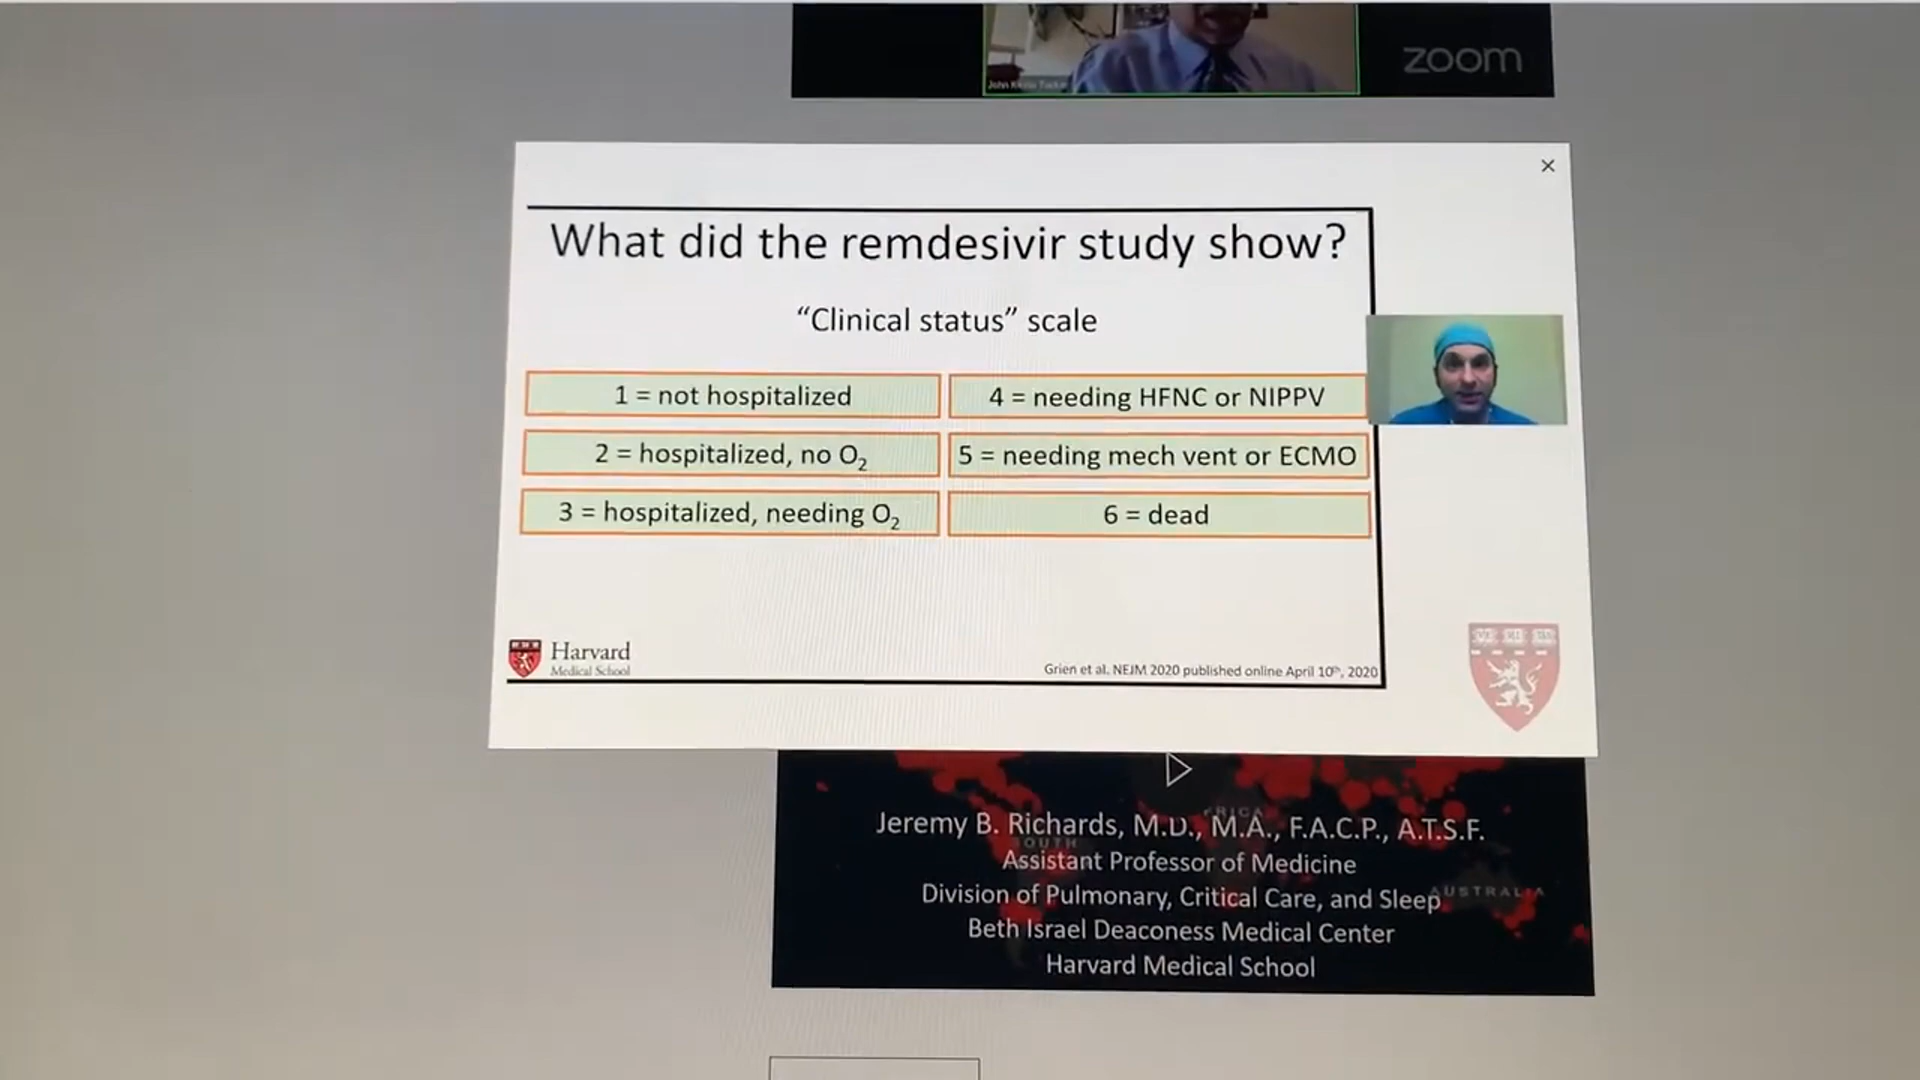 zoom
What did the remdesivir study show?
“Clinical status” scale
1 = not hospitalized
2 = hospitalized, no O₂
3 = hospitalized, needing O₂
4 = needing HFNC or NIPPV
5 = needing mech vent or ECMO
6 = dead
Harvard
Medical School
Grien et al. NEJM 2020 published online April 10th, 2020
Jeremy B. Richards, M.D., M.A., F.A.C.P., A.T.S.F.
Assistant Professor of Medicine
Division of Pulmonary, Critical Care, and Sleep
Beth Israel Deaconess Medical Center
Harvard Medical School
SOUTH
AUSTRALIA